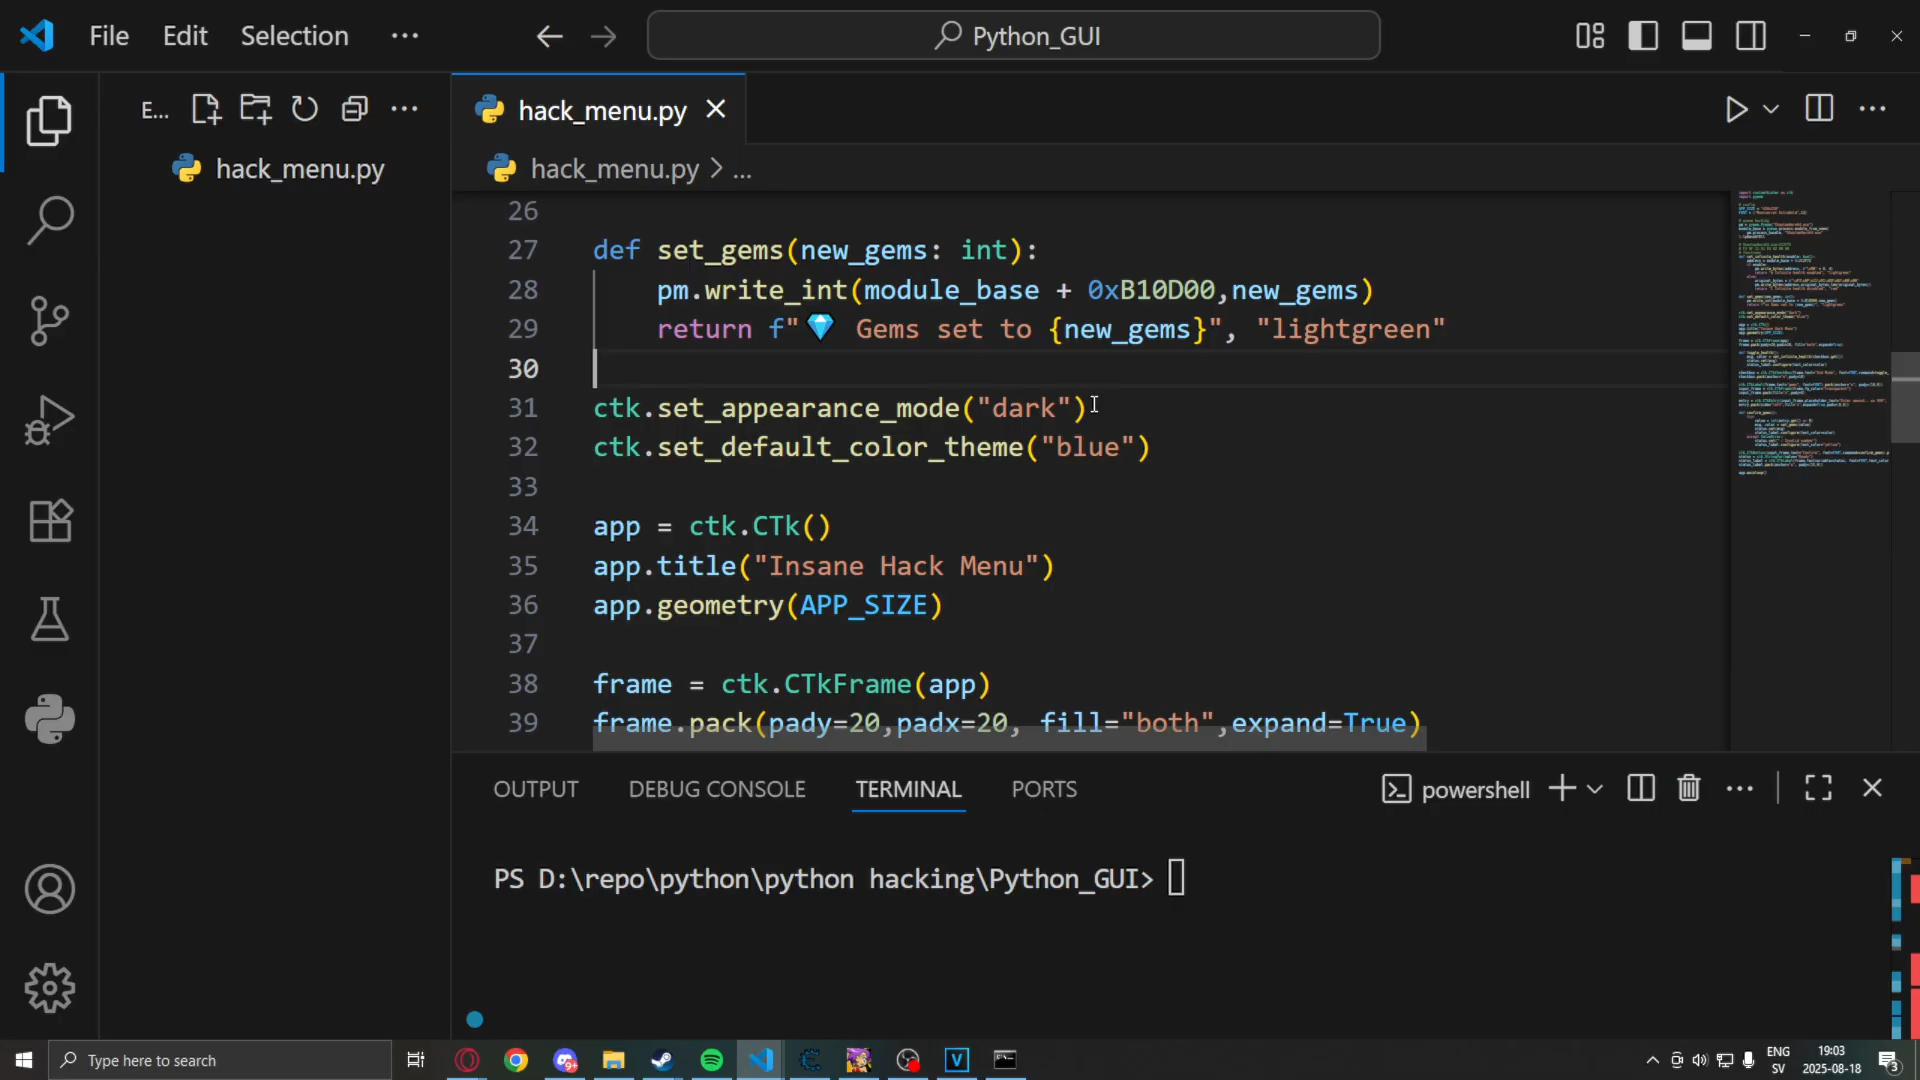 File Edit Selection ...
Python_GUI
E...
hack_menu.py
hack_menu.py
hack_menu.py > ...
26
27 def set_gems(new_gems: int):
28 pm.write_int(module_base + 0xB10D00,new_gems)
29 return f"💎 Gems set to {new_gems}", "lightgreen"
30
31 ctk.set_appearance_mode("dark")
32 ctk.set_default_color_theme("blue")
33
34 app = ctk.CTk()
35 app.title("Insane Hack Menu")
36 app.geometry(APP_SIZE)
37
38 frame = ctk.CTkFrame(app)
39 frame.pack(pady=20,padx=20, fill="both",expand=True)
OUTPUT DEBUG CONSOLE TERMINAL PORTS
powershell
PS D:\repo\python\python hacking\Python_GUI>
Type here to search
ENG
SV
19:03
2025-08-18
3